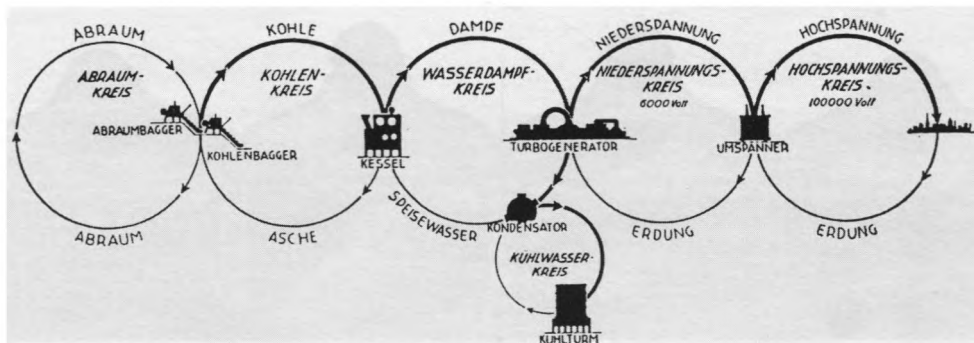 ABRAUM
KOHLE
DAMPF
NIEDERSPANNUNG
HOCHSPANNUNG
ABRAUM-
KREIS
KOHLEN-
KREIS
WASSERDAMPF-
KREIS
NIEDERSPANNUNGS-
KREIS
6000 Volt
HOCHSPANNUNGS-
KREIS
100000 Volt
ABRAUMBAGGER
KOHLENBAGGER
KESSEL
TURBOGENERATOR
UMSPANNER
ABRAUM
ASCHE
SPEISEWASSER
KONDENSATOR
ERDUNG
ERDUNG
KÜHLWASSER-
KREIS
KÜHLTURM